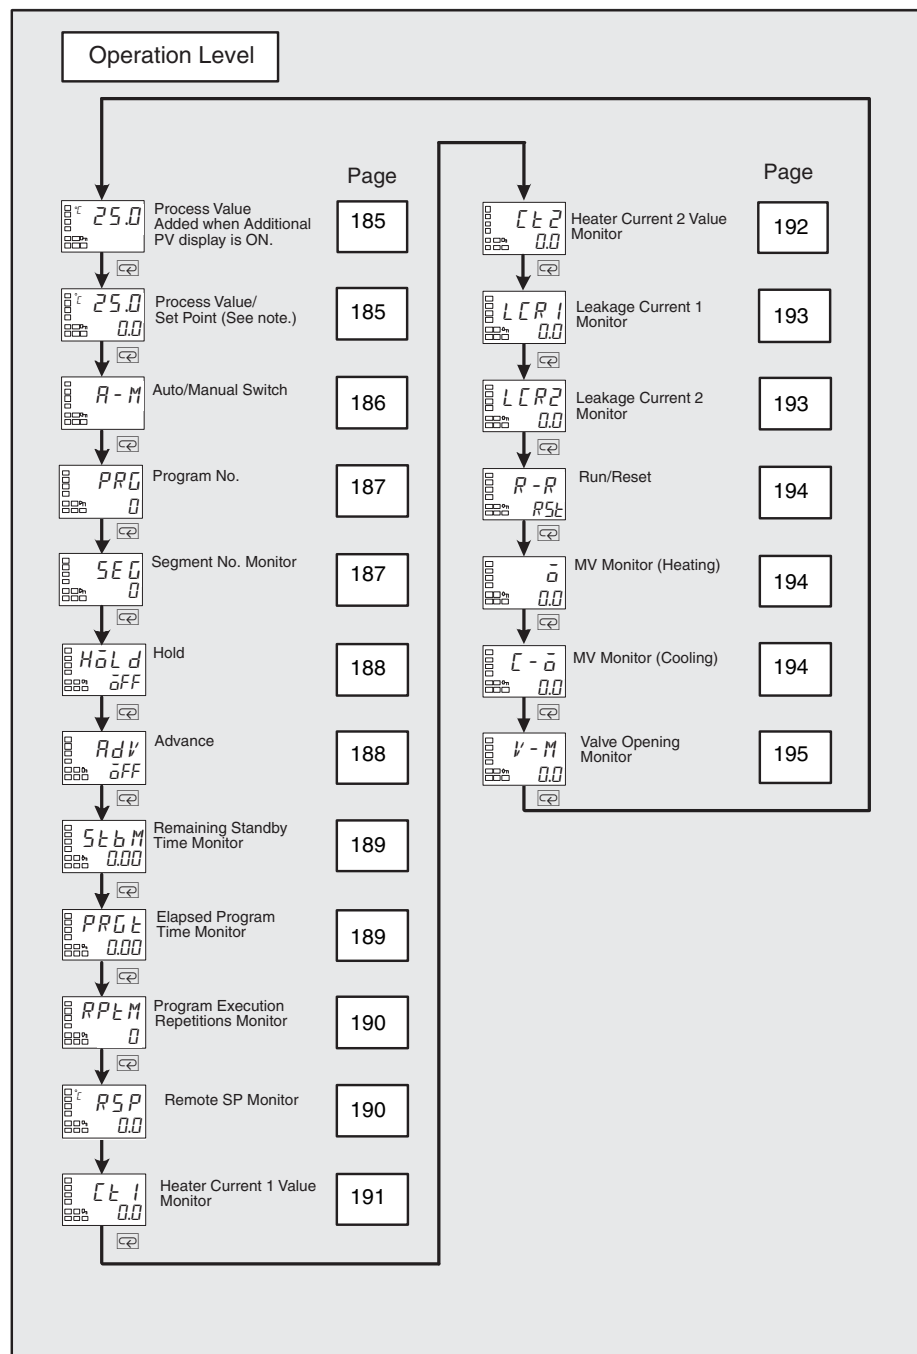 Operation Level
Page
25.0
Process Value
Added when Additional
PV display is ON.
185
°C 25.0
0.0
Process Value/
Set Point (See note.)
185
A-M
Auto/Manual Switch
186
PRG
0
Program No.
187
SEG
0
Segment No. Monitor
187
HoLd
oFF
Hold
188
AdV
oFF
Advance
188
StbM
0.00
Remaining Standby
Time Monitor
189
PRGt
0.00
Elapsed Program
Time Monitor
189
RPtM
0
Program Execution
Repetitions Monitor
190
°C RSP
0.0
Remote SP Monitor
190
Ct1
0.0
Heater Current 1 Value
Monitor
191
Page
Ct2
0.0
Heater Current 2 Value
Monitor
192
LCR1
0.0
Leakage Current 1
Monitor
193
LCR2
0.0
Leakage Current 2
Monitor
193
R-R
RSt
Run/Reset
194
o
0.0
MV Monitor (Heating)
194
C-o
0.0
MV Monitor (Cooling)
194
V-M
0.0
Valve Opening
Monitor
195